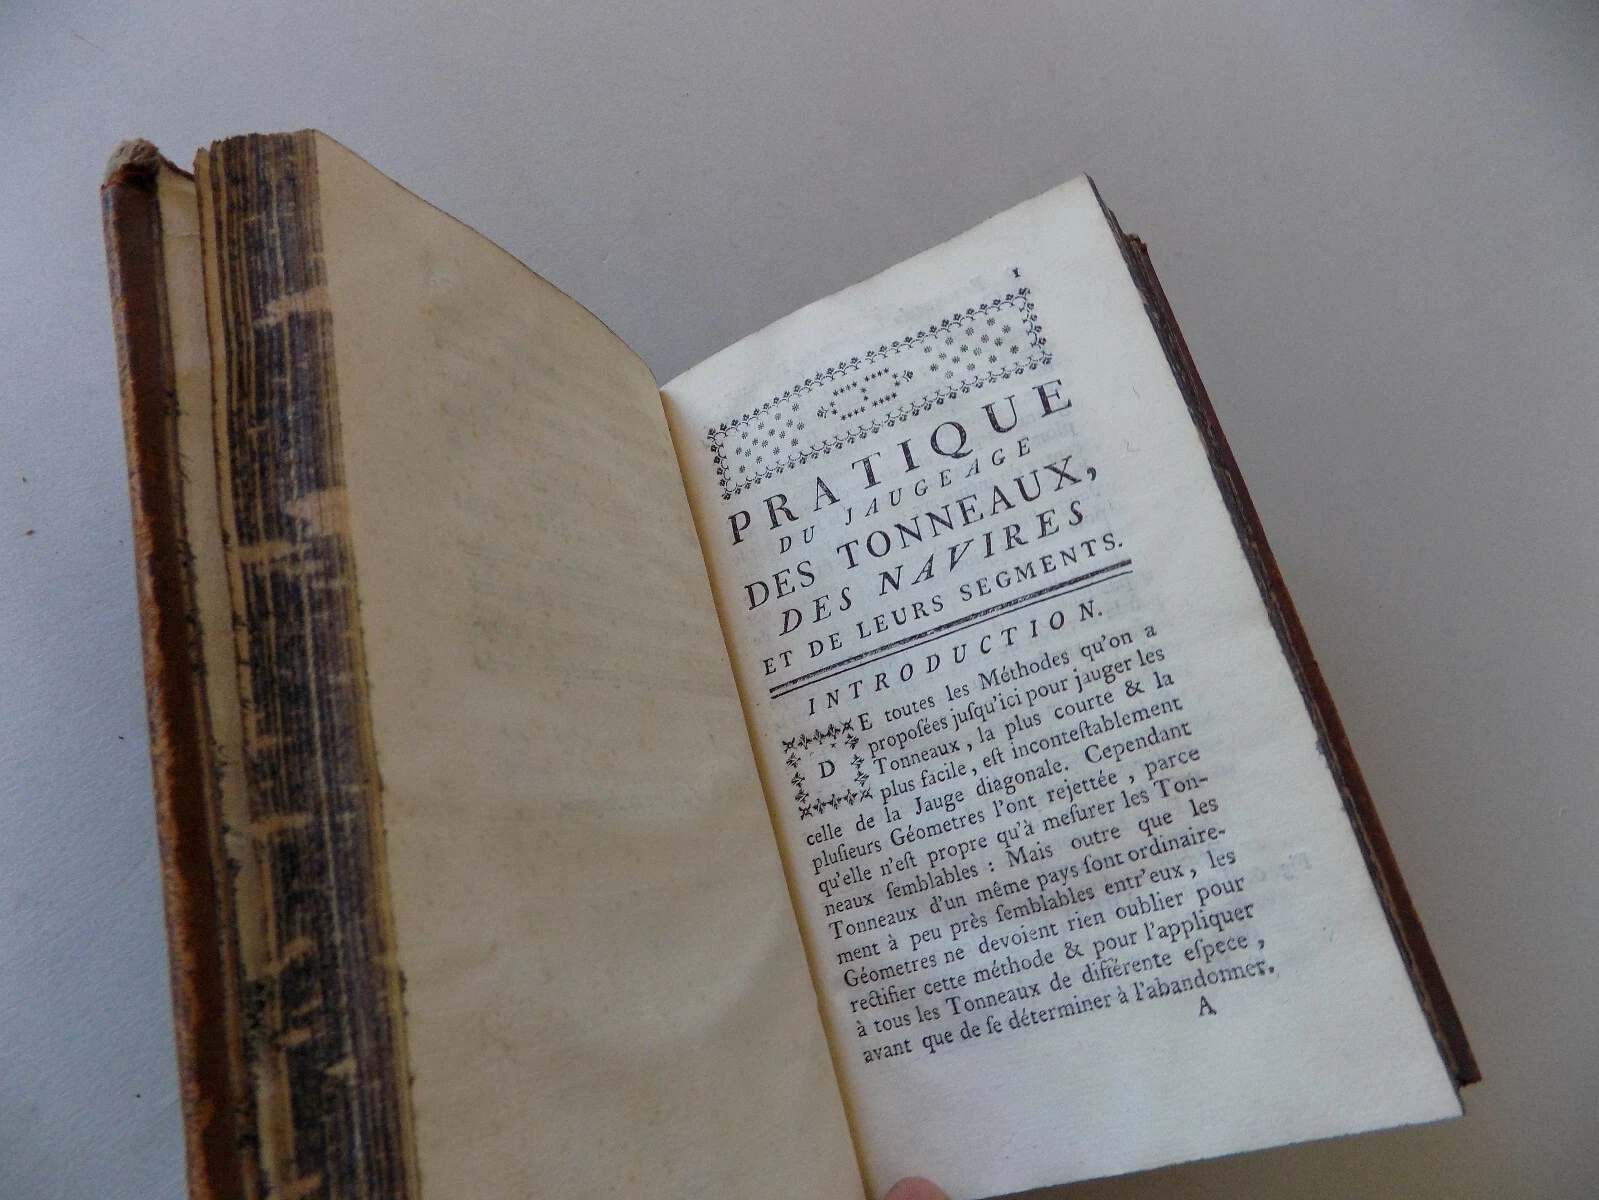 1
PRATIQUE
DU JAUGEAGE
DES TONNEAUX,
DES NAVIRES
ET DE LEURS SEGMENTS.
INTRODUCTION.
DE toutes les Méthodes qu'on a
propoſées juſqu'ici pour jauger les
Tonneaux, la plus courte & la
plus facile, eſt inconteſtablement
celle de la Jauge diagonale. Cependant
pluſieurs Géometres l'ont rejettée, parce
qu'elle n'eſt propre qu'à meſurer les Ton-
neaux ſemblables : Mais outre que les
Tonneaux d'un même pays ſont ordinaire-
ment à peu près ſemblables entr'eux, les
Géometres ne devoient rien oublier pour
rectifier cette méthode & pour l'appliquer
à tous les Tonneaux de différente eſpece,
avant que de ſe déterminer à l'abandonner.
A